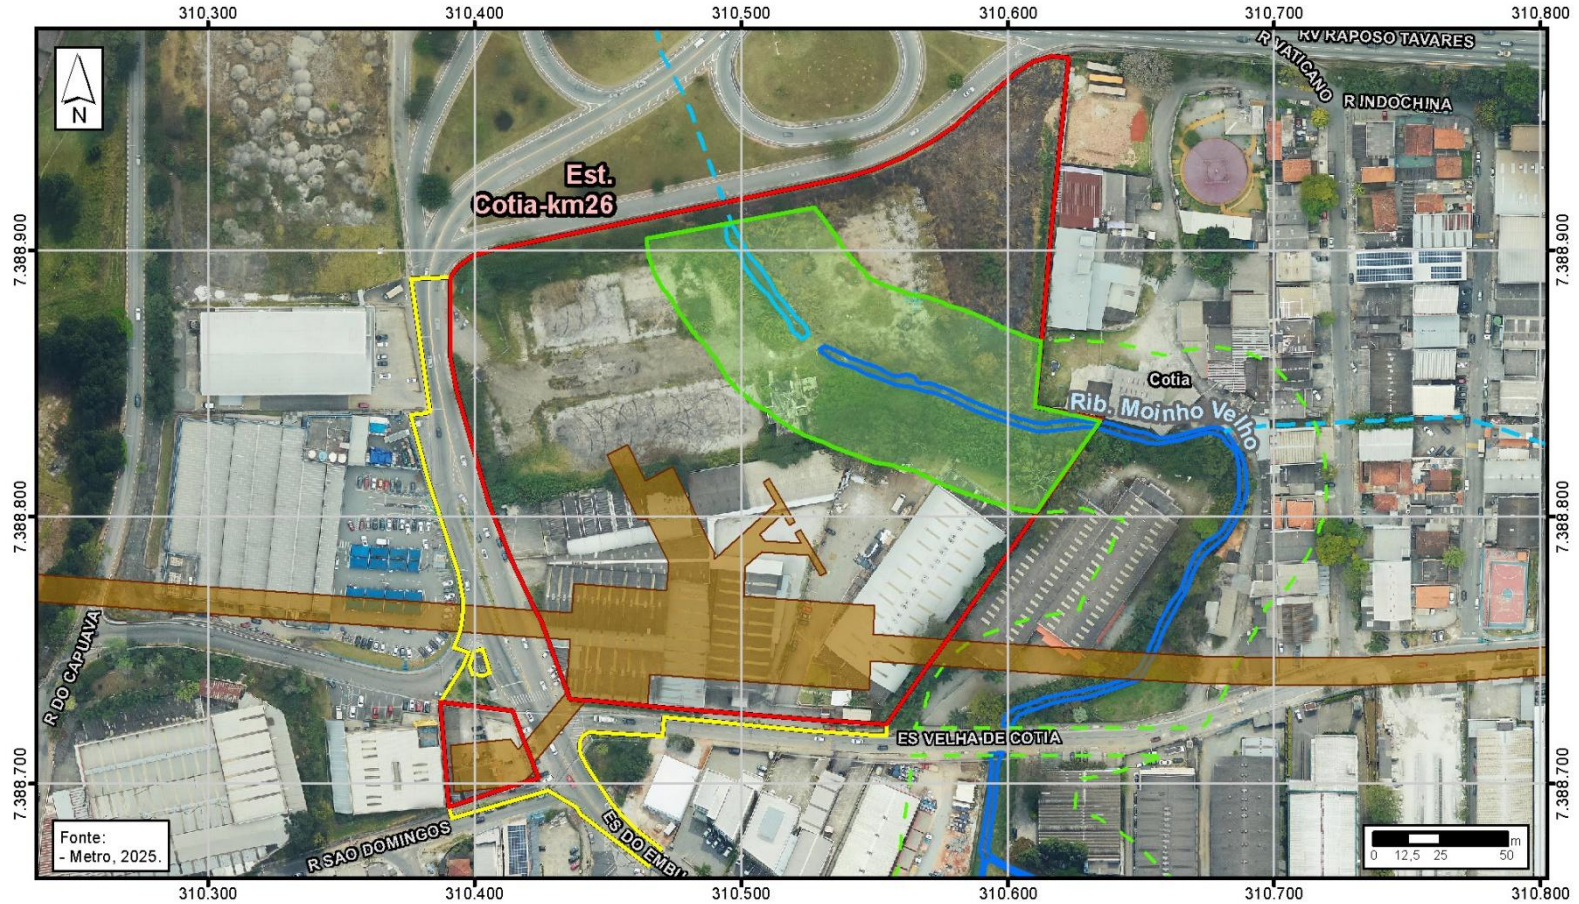 310.300
310.400
310.500
310.600
310.700
310.800
RV RAPOSO TAVARES
R VATICANO
R INDOCHINA
N
Est.
Cotia-km26
7.388.900
7.388.900
Cotia
Rib. Moinho Velho
7.388.800
7.388.800
R DO CAPUAVA
ES VELHA DE COTIA
7.388.700
7.388.700
ES DO EMBU
R SAO DOMINGOS
Fonte:
- Metro, 2025.
m
0 12,5 25 50
310.300
310.400
310.500
310.600
310.700
310.800